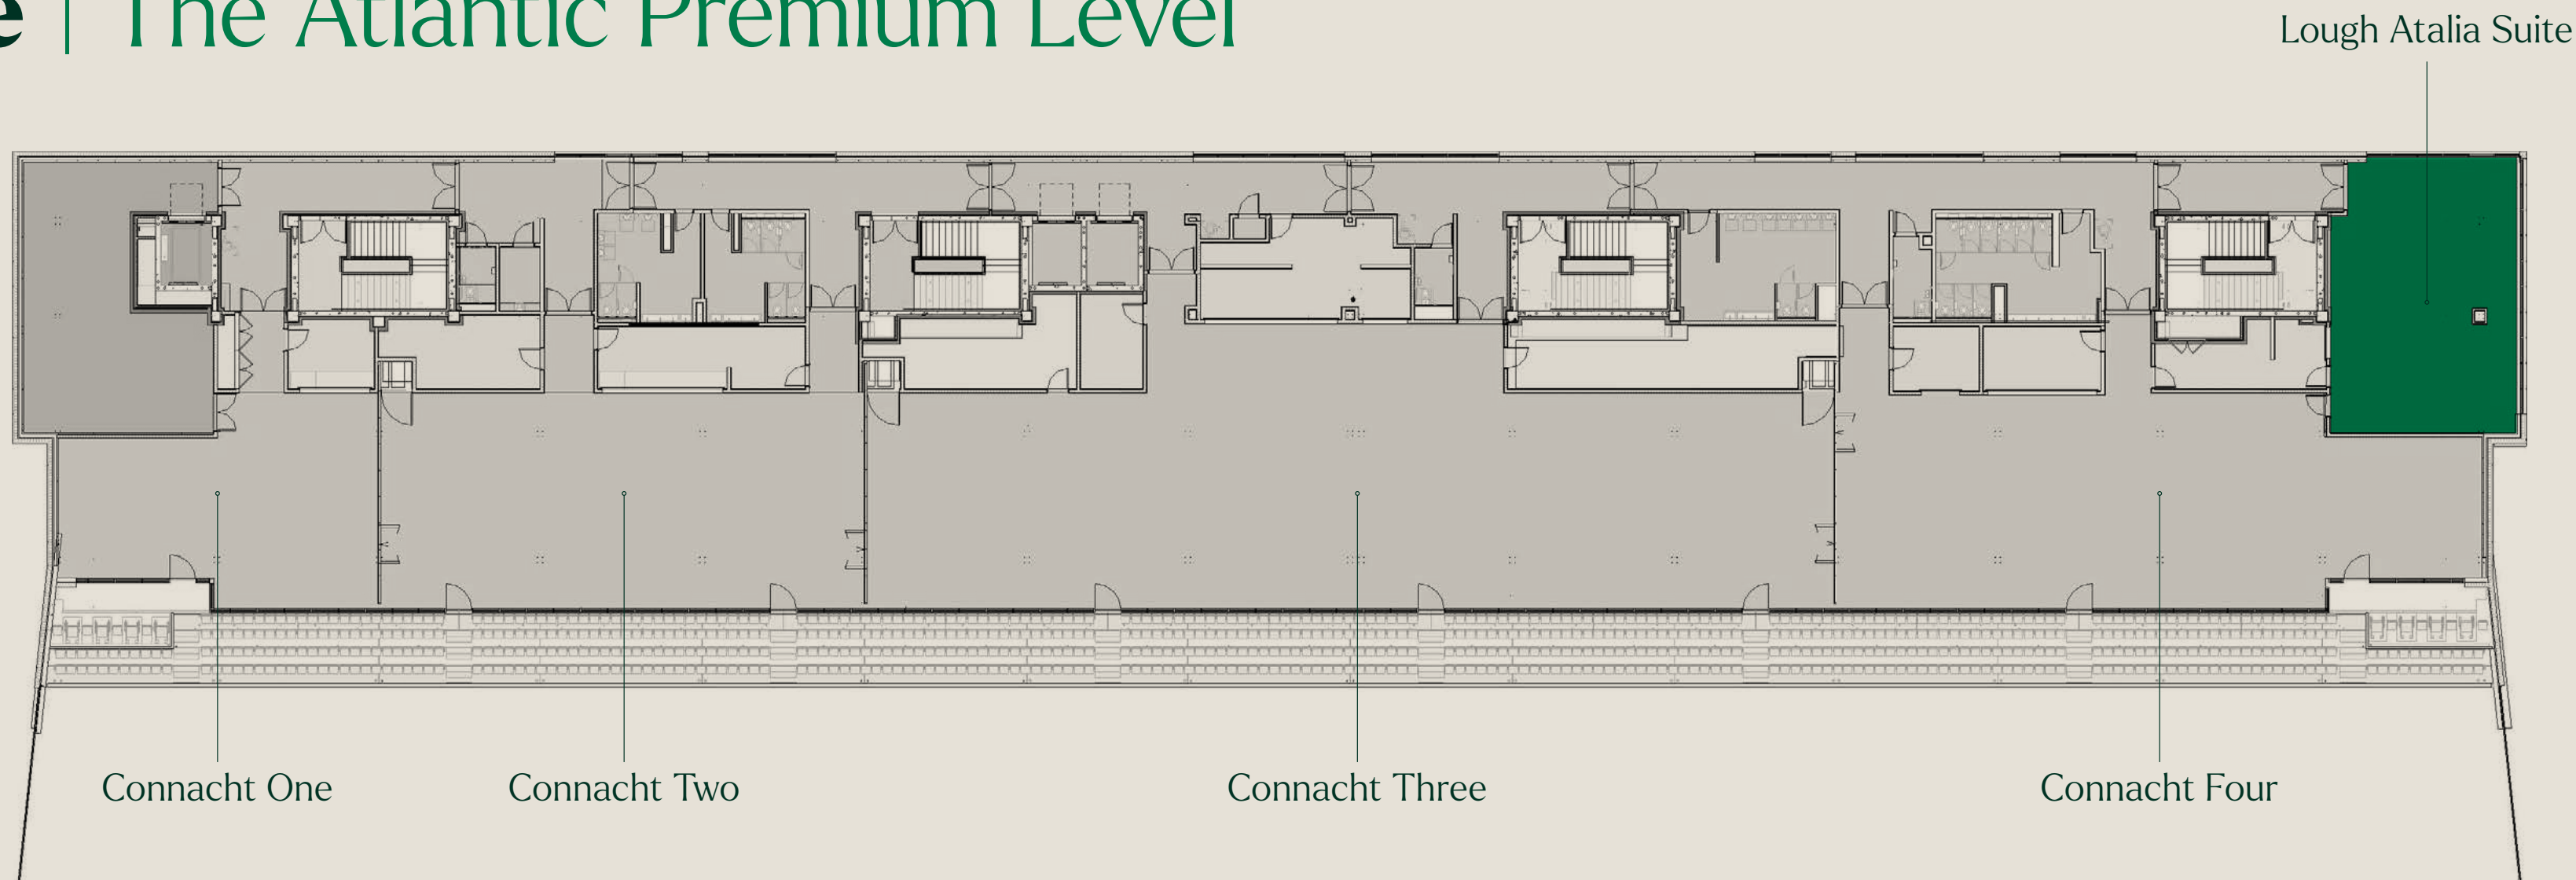 e | The Atlantic Premium Level
Lough Atalia Suite
Connacht One
Connacht Two
Connacht Three
Connacht Four